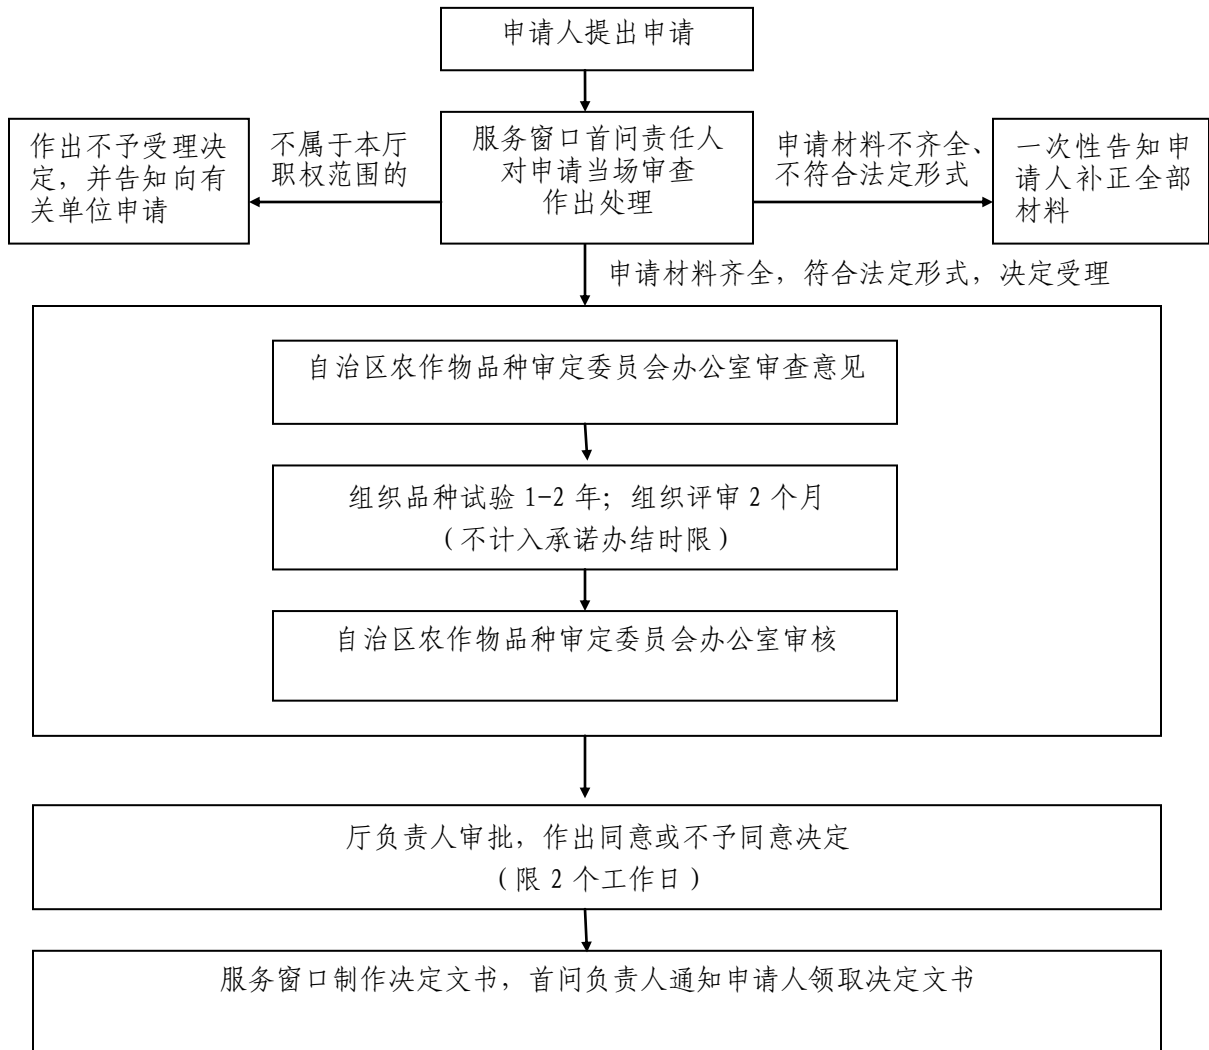 申请人提出申请
作出不予受理决
定，并告知向有
关单位申请
不属于本厅
职权范围的
服务窗口首问责任人
对申请当场审查
作出处理
申请材料不齐全、
不符合法定形式
一次性告知申
请人补正全部
材料
申请材料齐全，符合法定形式，决定受理
自治区农作物品种审定委员会办公室审查意见
组织品种试验 1-2 年；组织评审 2 个月
（不计入承诺办结时限）
自治区农作物品种审定委员会办公室审核
厅负责人审批，作出同意或不予同意决定
（限 2 个工作日）
服务窗口制作决定文书，首问负责人通知申请人领取决定文书